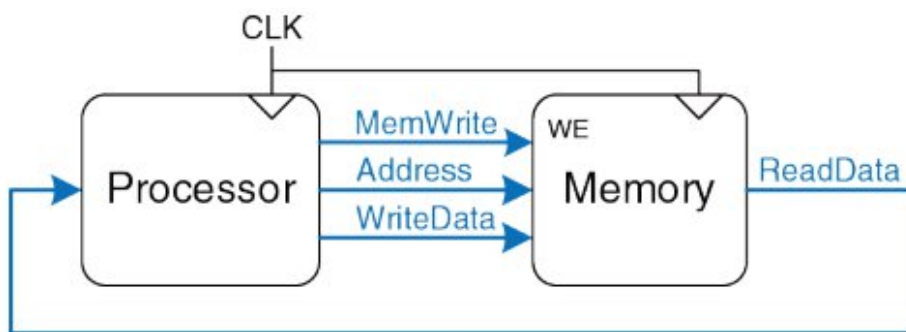 CLK
MemWrite
WE
Processor
Address
Memory
ReadData
WriteData